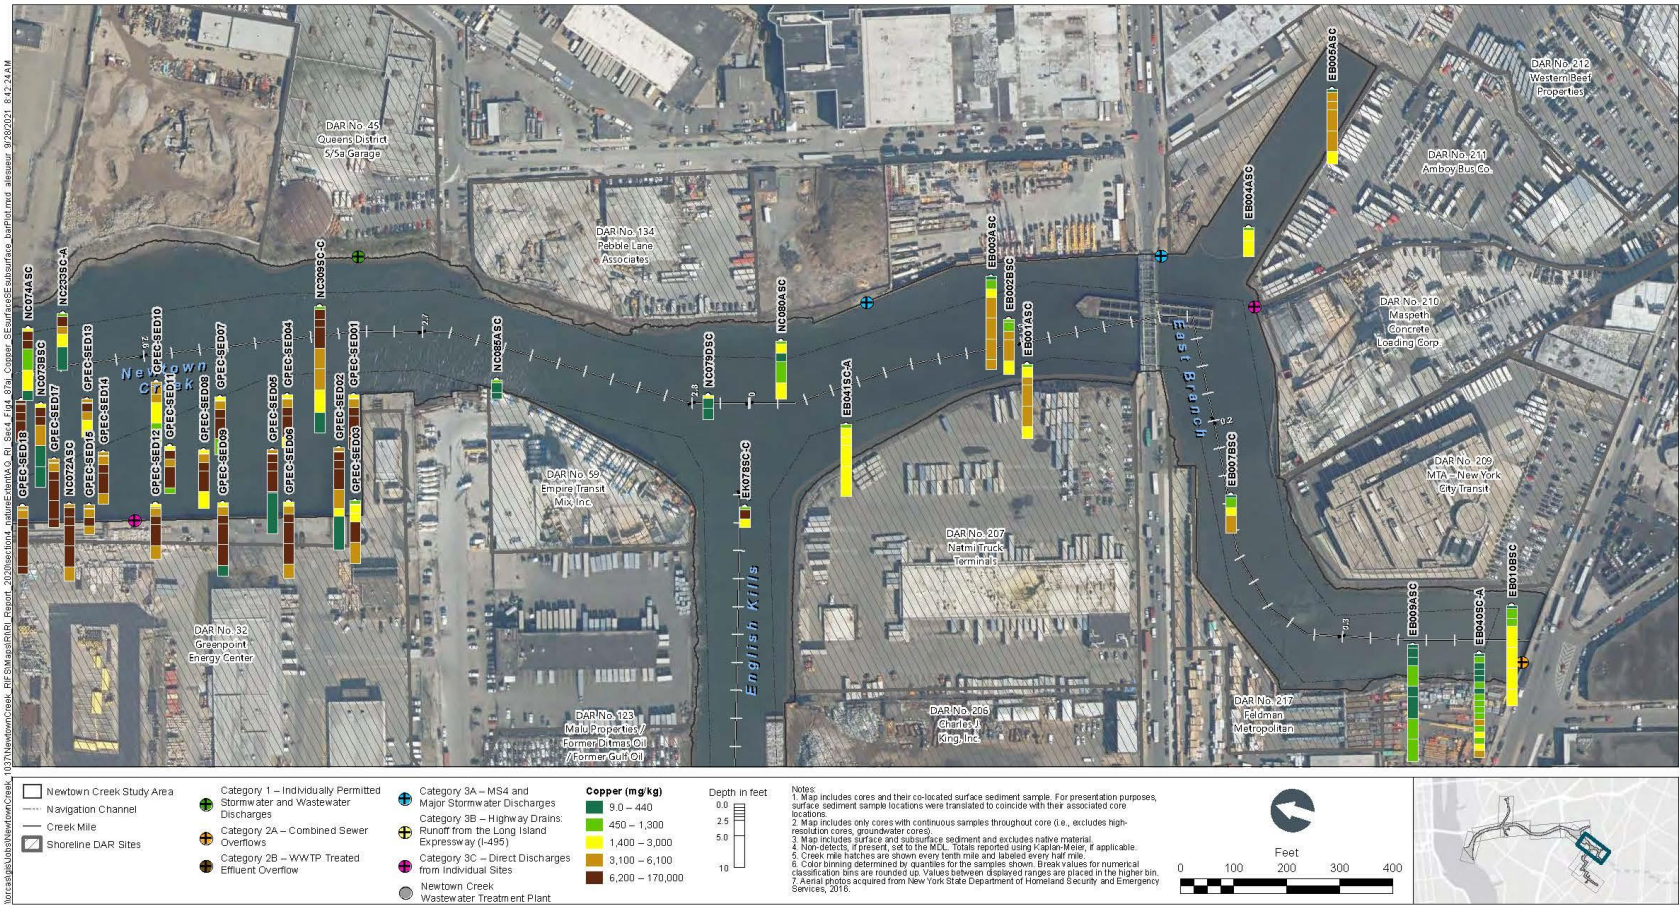 DAR No. 212
Western Beef
Properties
DAR No. 45
Queens District
5/5a Garage
DAR No. 211
Amboy Bus Co.
DAR No. 134
Pebble Lane
Associates
DAR No. 210
Maspeth
Concrete
Loading Corp.
DAR No. 59
Empire Transit
Mix, Inc.
DAR No. 209
MTA – New York
City Transit
DAR No. 207
Natmi Truck
Terminals
DAR No. 32
Greenpoint
Energy Center
DAR No. 123
Malu Properties /
Former Ditmas Oil
/ Former Gulf Oil
DAR No. 206
Charles J.
King, Inc.
DAR No. 217
Feldman
Metropolitan
Newtown
Creek
English Kills
East Branch
NC074ASC
NC233SC-A
NC073BSC
GPEC-SED13
GPEC-SED10
GPEC-SED07
NC009SC-C
GPEC-SED04
GPEC-SED01
GPEC-SED17
GPEC-SED14
GPEC-SED11
GPEC-SED08
GPEC-SED05
GPEC-SED02
GPEC-SED18
NC072ASC
GPEC-SED15
GPEC-SED12
GPEC-SED09
GPEC-SED06
GPEC-SED03
NC085ASC
NC079DSC
NC080ASC
EK078SC-C
EB041SC-A
EB003ASC
EB002BSC
EB001ASC
EB004ASC
EB005ASC
EB007BSC
EB009ASC
EB040SC-A
EB010BSC
2.6
2.7
2.8
0
0.2
0.3
Newtown Creek Study Area
Navigation Channel
Creek Mile
Shoreline DAR Sites
Category 1 – Individually Permitted
Stormwater and Wastewater
Discharges
Category 2A – Combined Sewer
Overflows
Category 2B – WWTP Treated
Effluent Overflow
Category 3A – MS4 and
Major Stormwater Discharges
Category 3B – Highway Drains:
Runoff from the Long Island
Expressway (I-495)
Category 3C – Direct Discharges
from Individual Sites
Newtown Creek
Wastewater Treatment Plant
Copper (mg/kg)
9.0 – 440
450 – 1,300
1,400 – 3,000
3,100 – 6,100
6,200 – 170,000
Depth in feet
0.0
2.5
5.0
10
Notes:
1. Map includes cores and their co-located surface sediment sample. For presentation purposes,
surface sediment sample locations were translated to coincide with their associated core
locations.
2. Map includes only cores with continuous samples throughout core (i.e., excludes high-
resolution cores, groundwater cores).
3. Map includes surface and subsurface sediment and excludes native material.
4. Non-detects, if present, set to the MDL. Totals reported using Kaplan-Meier, if applicable.
5. Creek mile hatches are shown every tenth mile and labeled every half mile.
6. Color binning determined by quantiles for the samples shown. Break values for numerical
classification bins are rounded up. Values between displayed ranges are placed in the higher bin.
7. Aerial photos acquired from New York State Department of Homeland Security and Emergency
Services, 2016.
Feet
0 100 200 300 400